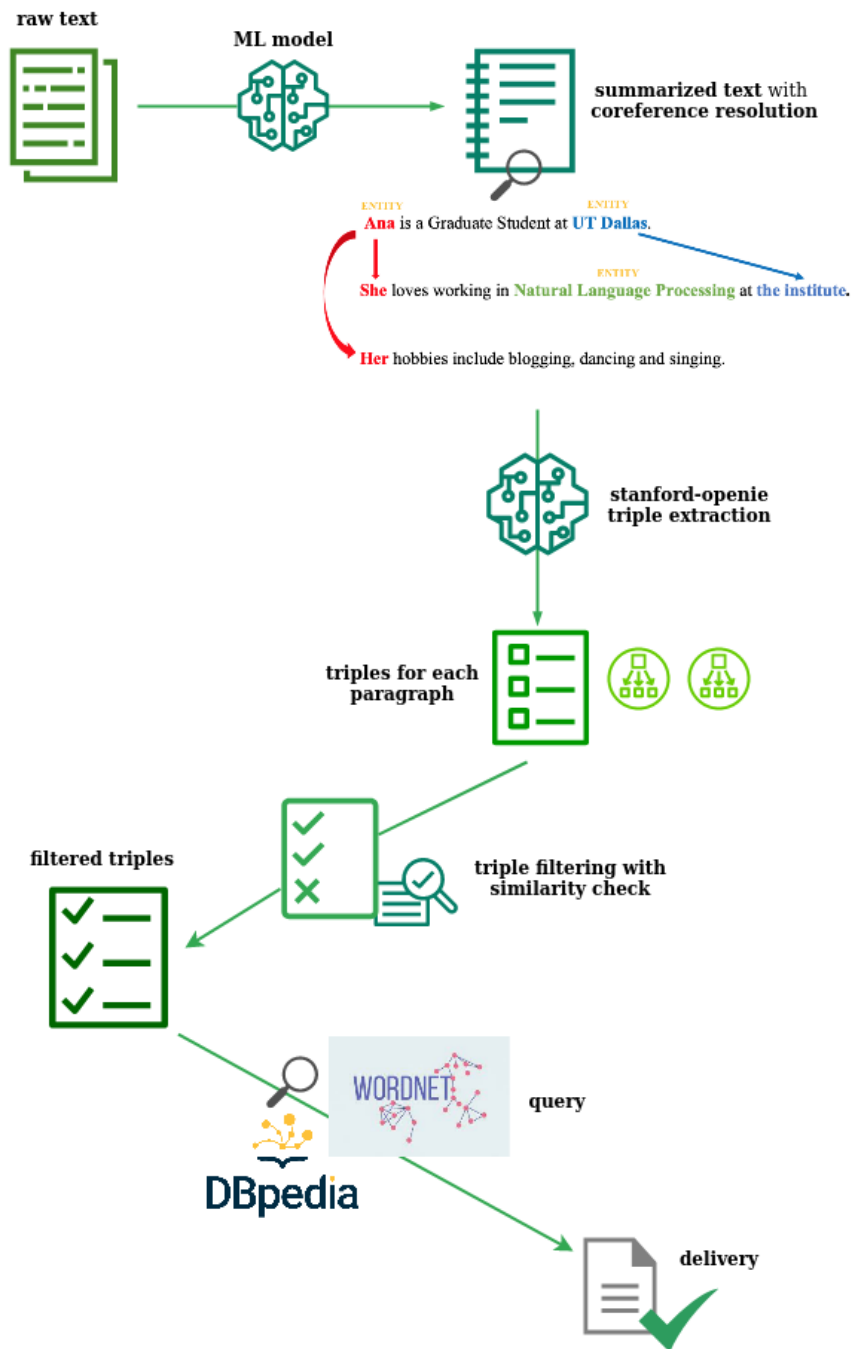 raw text
ML model
summarized text with
coreference resolution
ENTITY
ENTITY
Ana is a Graduate Student at UT Dallas.
ENTITY
She loves working in Natural Language Processing at the institute.
Her hobbies include blogging, dancing and singing.
stanford-openie
triple extraction
triples for each
paragraph
filtered triples
triple filtering with
similarity check
WORDNET
query
DBpedia
delivery